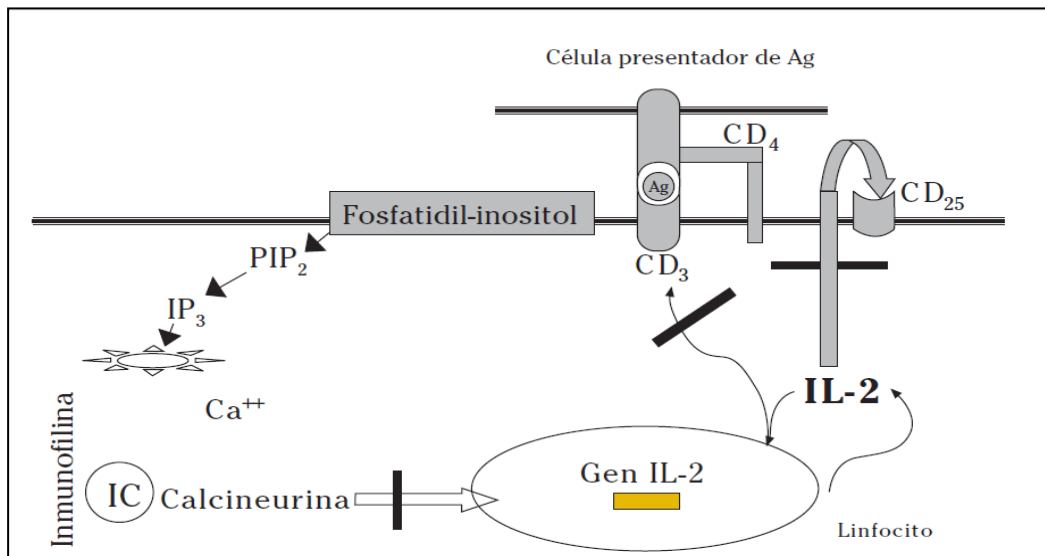 Célula presentador de Ag
CD4
Ag
CD25
Fosfatidil-inositol
PIP2
CD3
IP3
IL-2
Ca++
Inmunofilina
Gen IL-2
IC
Calcineurina
Linfocito